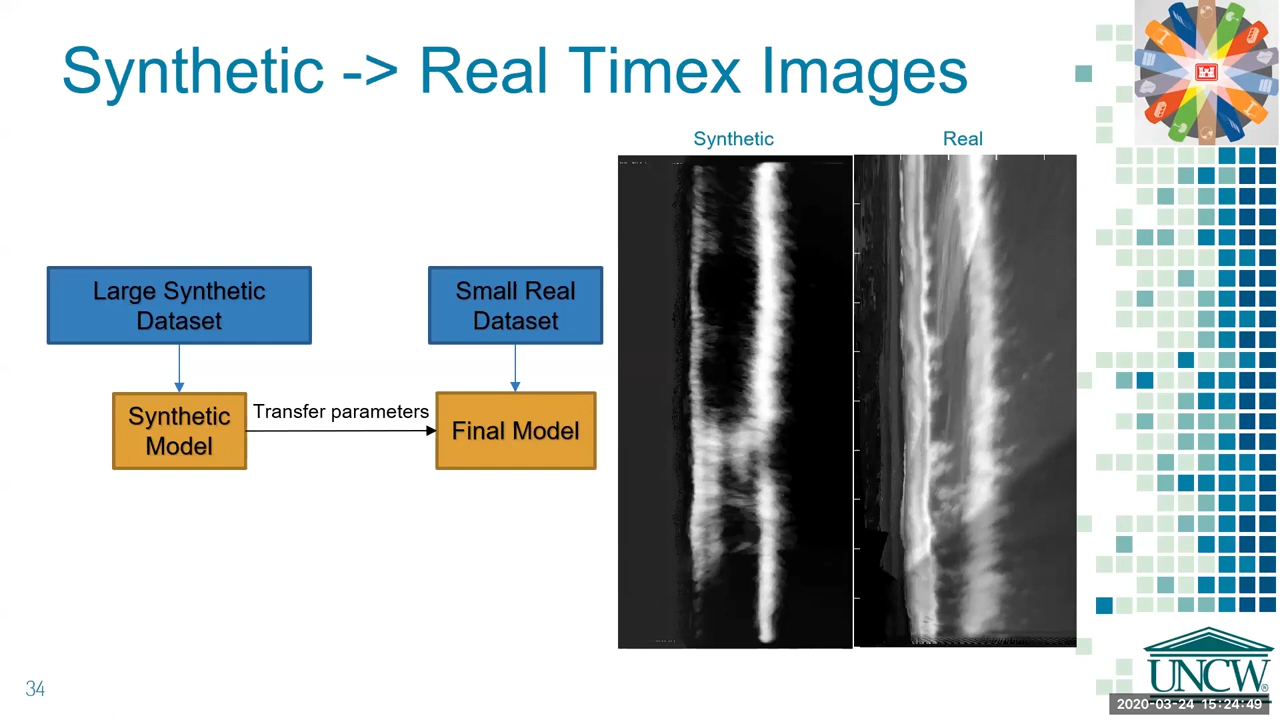 Synthetic -> Real Timex Images
Synthetic
Real
Large Synthetic
Dataset
Small Real
Dataset
Synthetic
Model
Transfer parameters
Final Model
34
UNCW®
2020-03-24 15:24:49